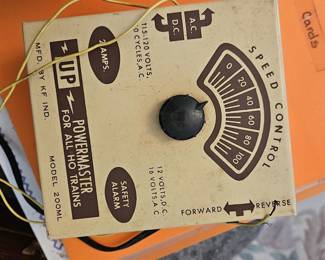 Cards
SPEED CONTROL
0
20
40
60
80
100
A.C.
D.C.
115-120 VOLTS,
60 CYCLES, A.C.
2 AMPS.
MFD. BY KF IND.
UP
POWERMASTER
FOR ALL HO TRAINS
MODEL 200ML
SAFETY
ALARM
12 VOLTS, D.C.
16 VOLTS, A.C.
FORWARD
REVERSE